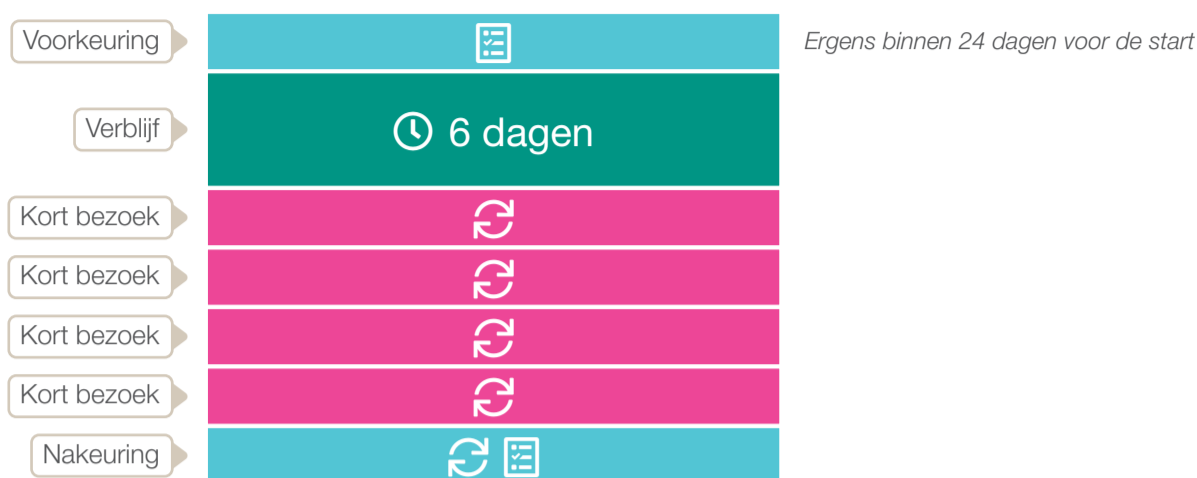 Voorkeuring
Ergens binnen 24 dagen voor de start
Verblijf
6 dagen
Kort bezoek
Kort bezoek
Kort bezoek
Kort bezoek
Nakeuring